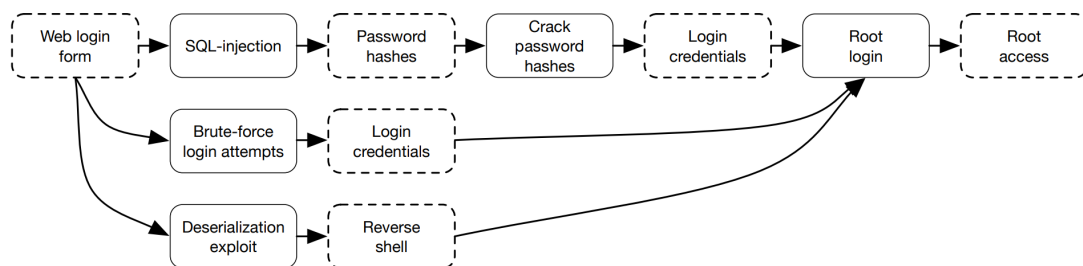 Web login
form
SQL-injection
Password
hashes
Crack
password
hashes
Login
credentials
Root
login
Root
access
Brute-force
login attempts
Login
credentials
Deserialization
exploit
Reverse
shell